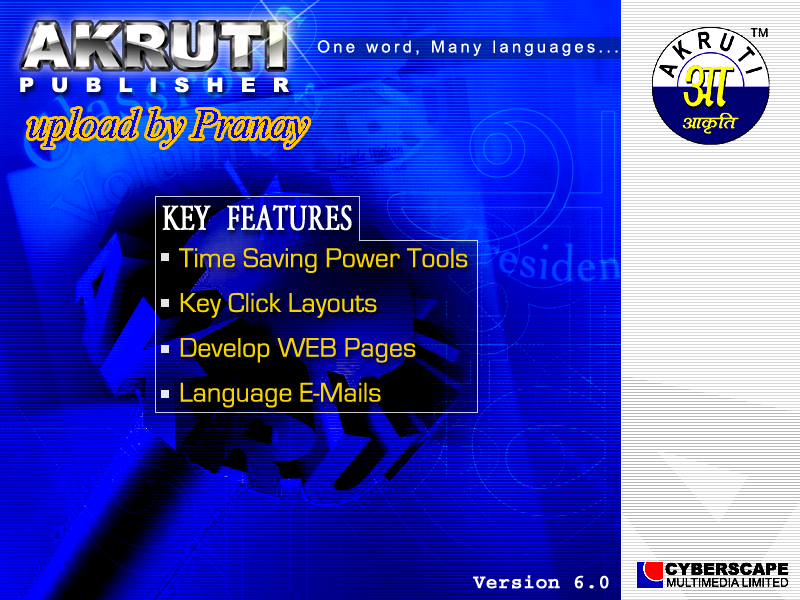 AKRUTI
PUBLISHER
One word, Many languages...
upload by Pranay
KEY FEATURES
Time Saving Power Tools
Key Click Layouts
Develop WEB Pages
Language E-Mails
AKRUTI
TM
आ
आकृति
Version 6.0
CYBERSCAPE
MULTIMEDIA LIMITED